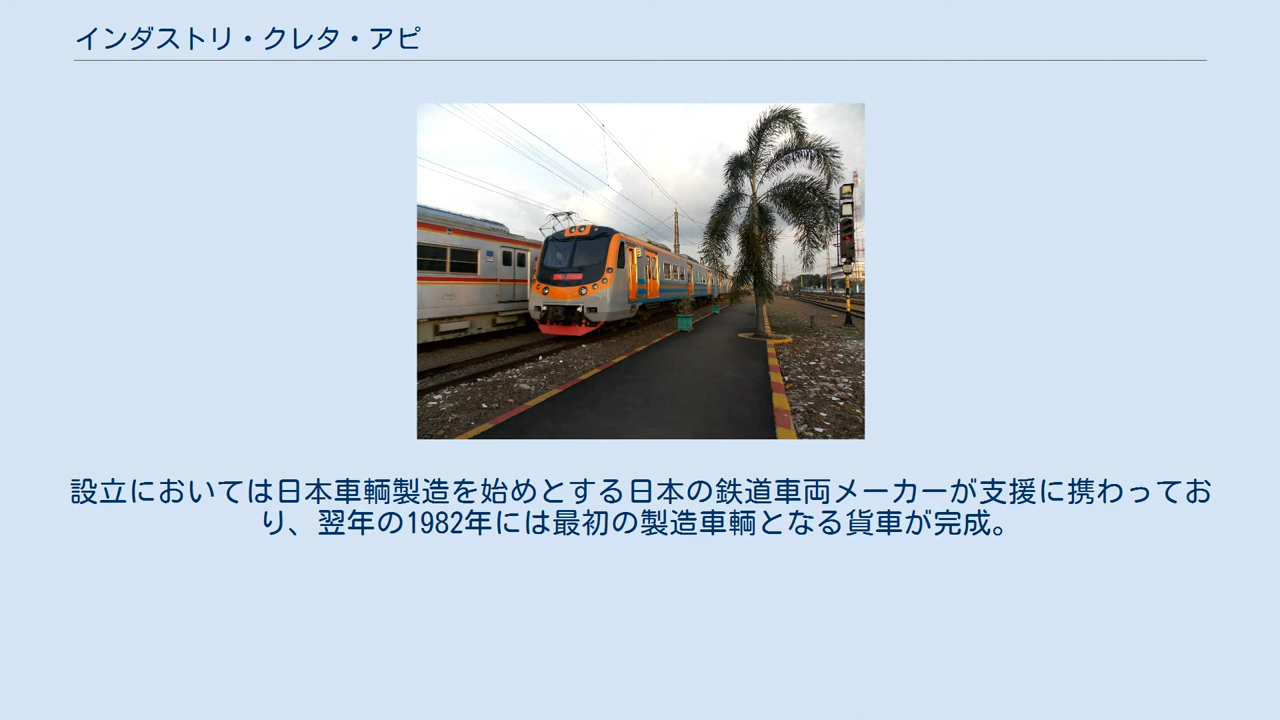 インダストリ・クレタ・アピ
設立においては日本車輌製造を始めとする日本の鉄道車両メーカーが支援に携わってお
り、翌年の1982年には最初の製造車輌となる貨車が完成。